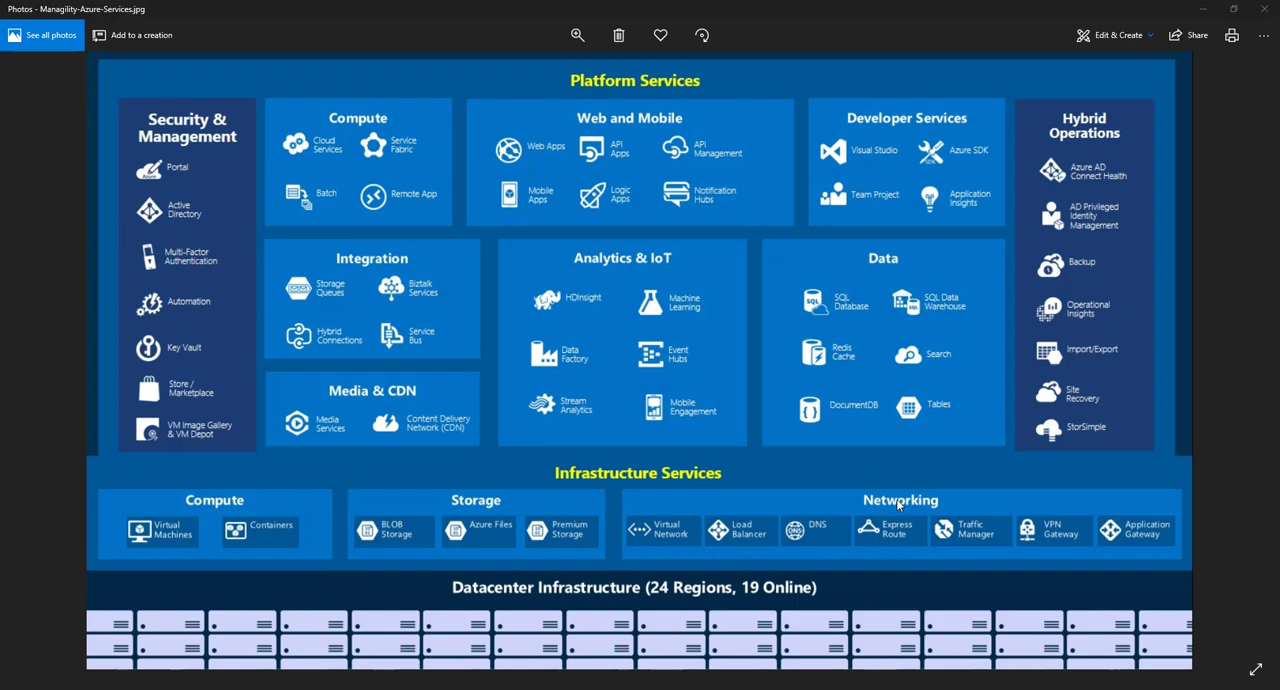 Photos - Managility-Azure-Services.jpg
See all photos
Add to a creation
Edit & Create
Share
Platform Services
Security &
Management
Portal
Active
Directory
Multi-Factor
Authentication
Automation
Key Vault
Store /
Marketplace
VM Image Gallery
& VM Depot
Compute
Cloud
Services
Service
Fabric
Batch
Remote App
Web and Mobile
Web Apps
API
Apps
API
Management
Mobile
Apps
Logic
Apps
Notification
Hubs
Developer Services
Visual Studio
Azure SDK
Team Project
Application
Insights
Hybrid
Operations
Azure AD
Connect Health
AD Privileged
Identity
Management
Backup
Operational
Insights
Import/Export
Site
Recovery
StorSimple
Integration
Storage
Queues
Biztalk
Services
Hybrid
Connections
Service
Bus
Media & CDN
Media
Services
Content Delivery
Network (CDN)
Analytics & IoT
HDInsight
Machine
Learning
Data
Factory
Event
Hubs
Stream
Analytics
Mobile
Engagement
Data
SQL
Database
SQL Data
Warehouse
Redis
Cache
Search
DocumentDB
Tables
Infrastructure Services
Compute
Virtual
Machines
Containers
Storage
BLOB
Storage
Azure Files
Premium
Storage
Networking
Virtual
Network
Load
Balancer
DNS
Express
Route
Traffic
Manager
VPN
Gateway
Application
Gateway
Datacenter Infrastructure (24 Regions, 19 Online)